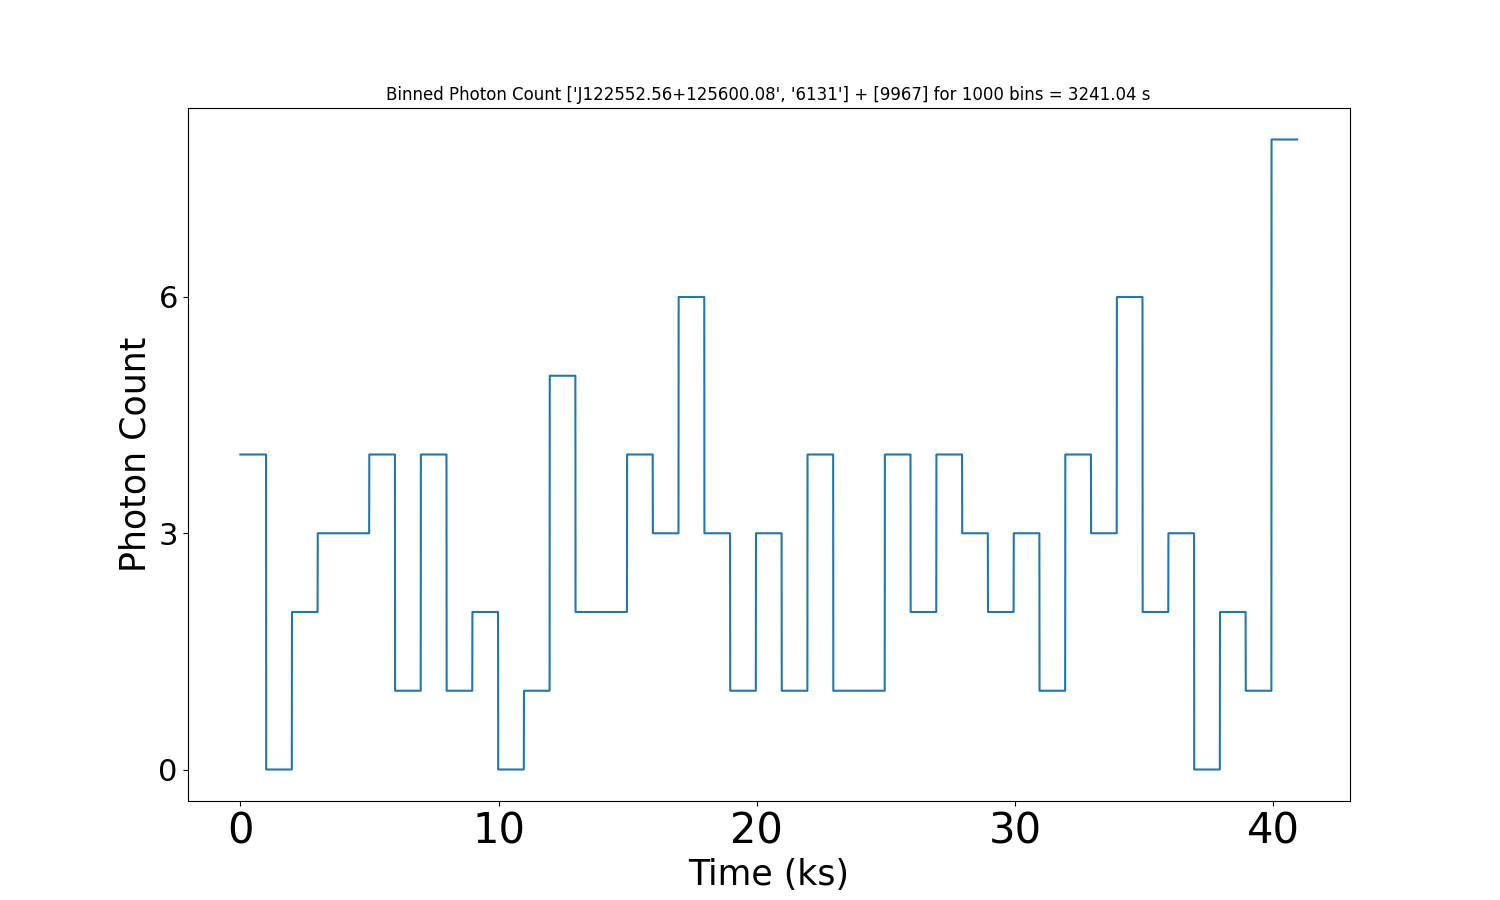 Binned Photon Count ['J122552.56+125600.08', '6131'] + [9967] for 1000 bins = 3241.04 s
Photon Count
6
3
0
0 10 20 30 40
Time (ks)